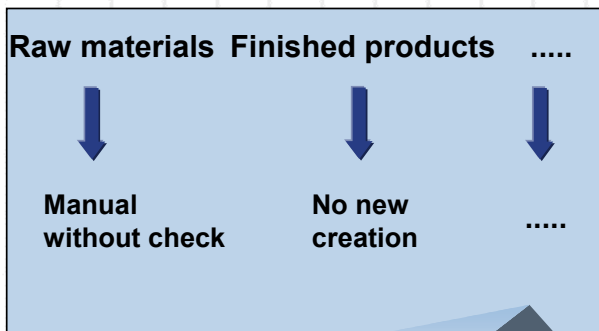 Raw materials Finished products .....
Manual No new
without check creation .....